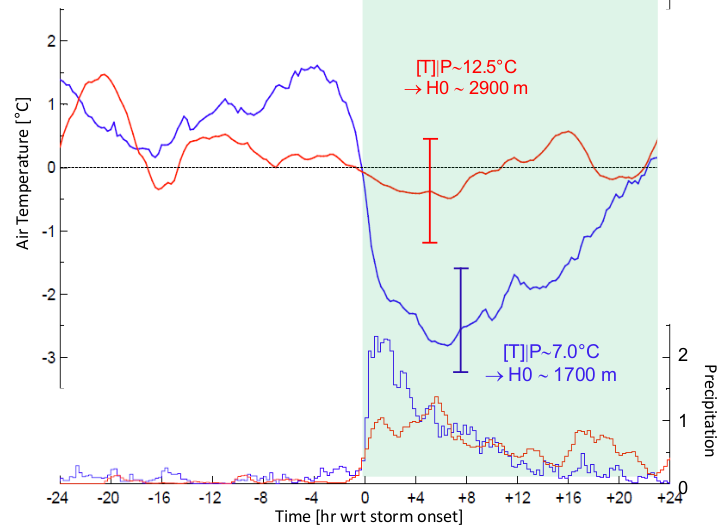 2
1
0
-1
-2
-3
Air Temperature [°C]
[T]|P~12.5°C
→ H0 ~ 2900 m
[T]|P~7.0°C
→ H0 ~ 1700 m
2
1
0
Precipitation
-24 -20 -16 -12 -8 -4 0 +4 +8 +12 +16 +20 +24
Time [hr wrt storm onset]